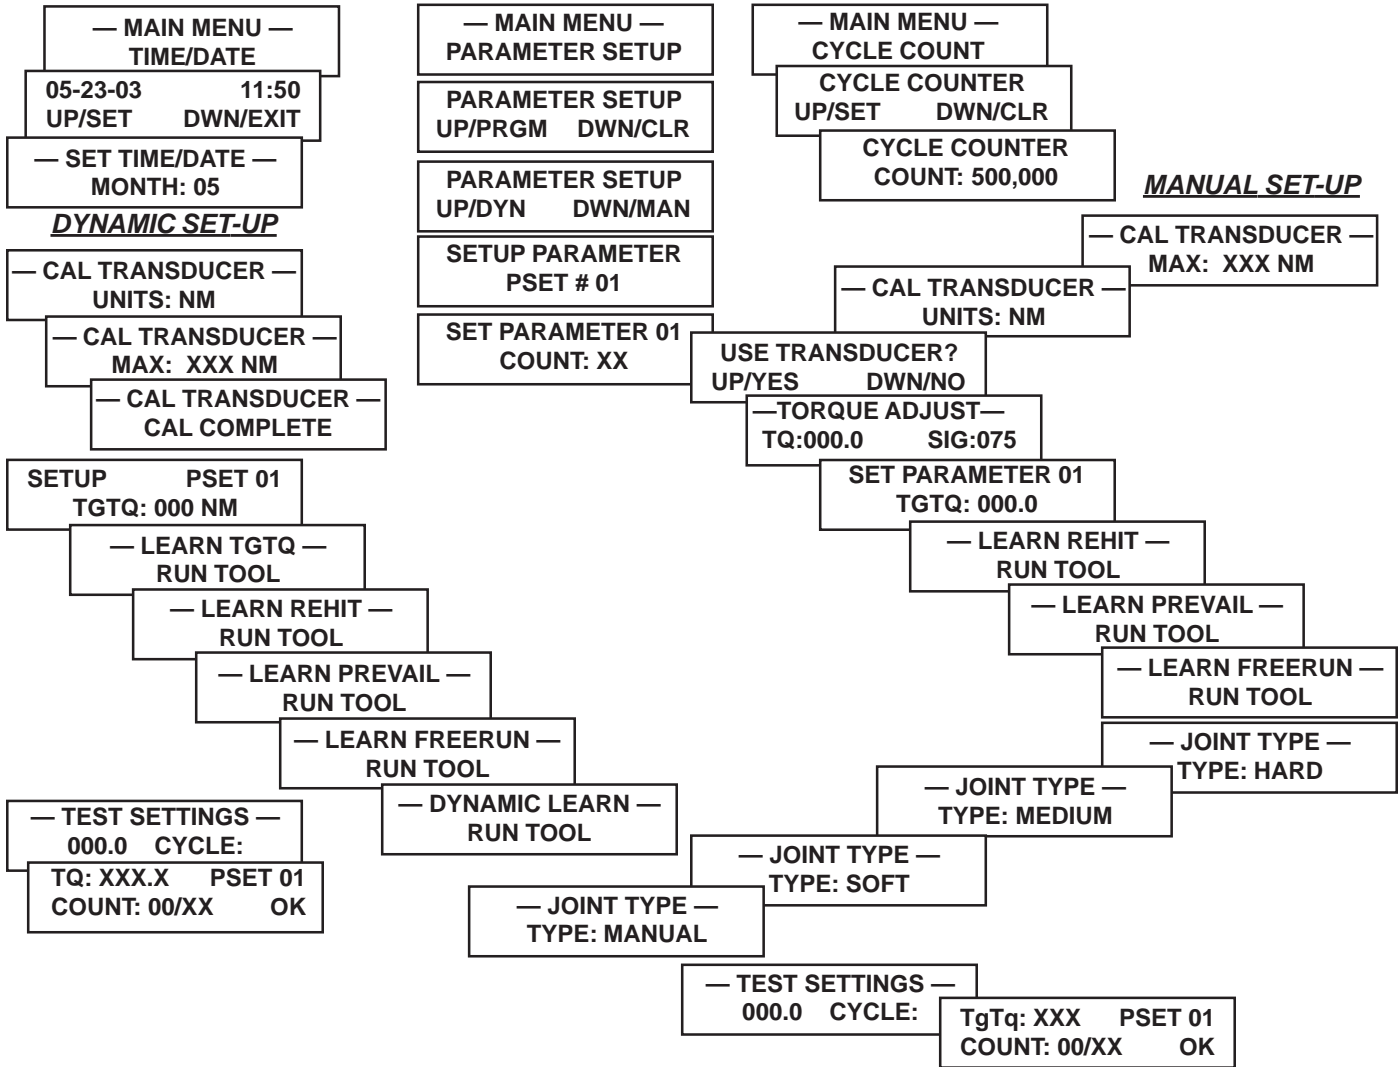 — MAIN MENU —
TIME/DATE
05-23-03 11:50
UP/SET DWN/EXIT
— SET TIME/DATE —
MONTH: 05
— MAIN MENU —
PARAMETER SETUP
PARAMETER SETUP
UP/PRGM DWN/CLR
PARAMETER SETUP
UP/DYN DWN/MAN
SETUP PARAMETER
PSET # 01
SET PARAMETER 01
COUNT: XX
— MAIN MENU —
CYCLE COUNT
CYCLE COUNTER
UP/SET DWN/CLR
CYCLE COUNTER
COUNT: 500,000
DYNAMIC SET-UP
— CAL TRANSDUCER —
UNITS: NM
— CAL TRANSDUCER —
MAX: XXX NM
— CAL TRANSDUCER —
CAL COMPLETE
SETUP PSET 01
TGTQ: 000 NM
— LEARN TGTQ —
RUN TOOL
— LEARN REHIT —
RUN TOOL
— LEARN PREVAIL —
RUN TOOL
— LEARN FREERUN —
RUN TOOL
— DYNAMIC LEARN —
RUN TOOL
— TEST SETTINGS —
000.0 CYCLE:
TQ: XXX.X PSET 01
COUNT: 00/XX OK
MANUAL SET-UP
— CAL TRANSDUCER —
MAX: XXX NM
— CAL TRANSDUCER —
UNITS: NM
USE TRANSDUCER?
UP/YES DWN/NO
—TORQUE ADJUST—
TQ:000.0 SIG:075
SET PARAMETER 01
TGTQ: 000.0
— LEARN REHIT —
RUN TOOL
— LEARN PREVAIL —
RUN TOOL
— LEARN FREERUN —
RUN TOOL
— JOINT TYPE —
TYPE: HARD
— JOINT TYPE —
TYPE: MEDIUM
— JOINT TYPE —
TYPE: SOFT
— JOINT TYPE —
TYPE: MANUAL
— TEST SETTINGS —
000.0 CYCLE:
TgTq: XXX PSET 01
COUNT: 00/XX OK